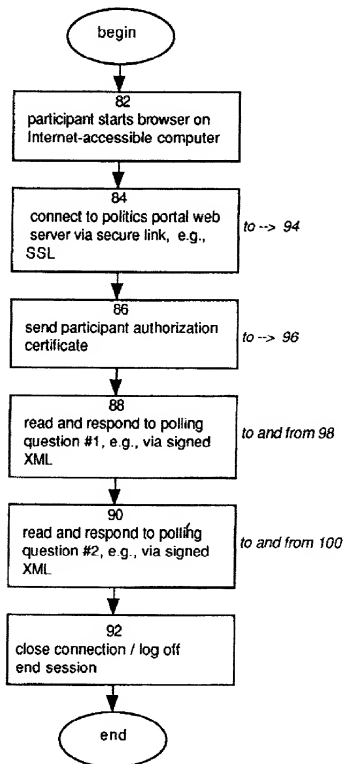 begin
82
participant starts browser on
Internet-accessible computer
84
connect to politics portal web
server via secure link, e.g.,
SSL
to --> 94
86
send participant authorization
certificate
to --> 96
88
read and respond to polling
question #1, e.g., via signed
XML
to and from 98
90
read and respond to polling
question #2, e.g., via signed
XML
to and from 100
92
close connection / log off
end session
end